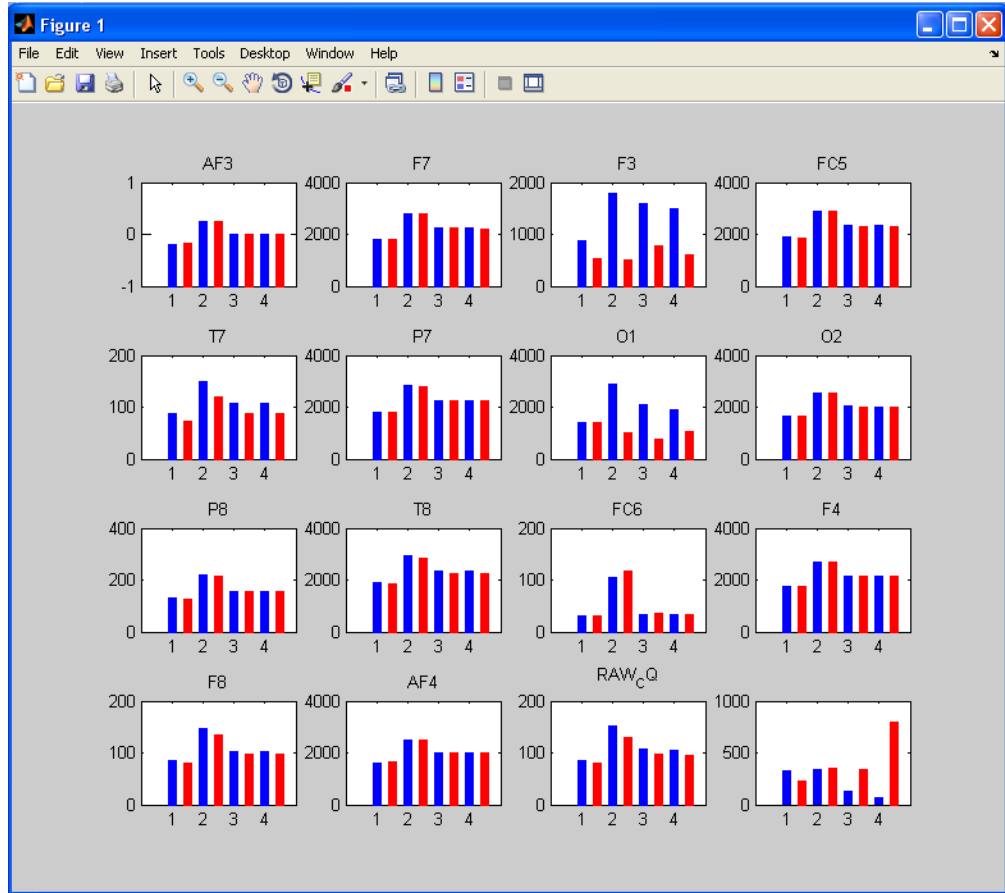 Figure 1
File Edit View Insert Tools Desktop Window Help
AF3
1
0
-1
1 2 3 4
F7
4000
2000
0
1 2 3 4
F3
2000
1000
0
1 2 3 4
FC5
4000
2000
0
1 2 3 4
T7
200
100
0
1 2 3 4
P7
4000
2000
0
1 2 3 4
O1
4000
2000
0
1 2 3 4
O2
4000
2000
0
1 2 3 4
P8
400
200
0
1 2 3 4
T8
4000
2000
0
1 2 3 4
FC6
200
100
0
1 2 3 4
F4
4000
2000
0
1 2 3 4
F8
200
100
0
1 2 3 4
AF4
4000
2000
0
1 2 3 4
RAW_CQ
200
100
0
1 2 3 4
1000
500
0
1 2 3 4